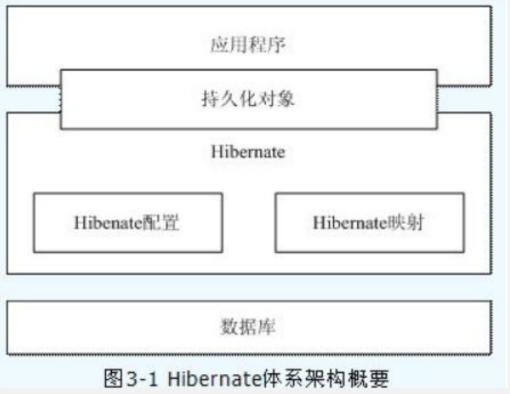 应用程序
持久化对象
Hibernate
Hibenate配置
Hibernate映射
数据库
图3-1 Hibernate体系架构概要